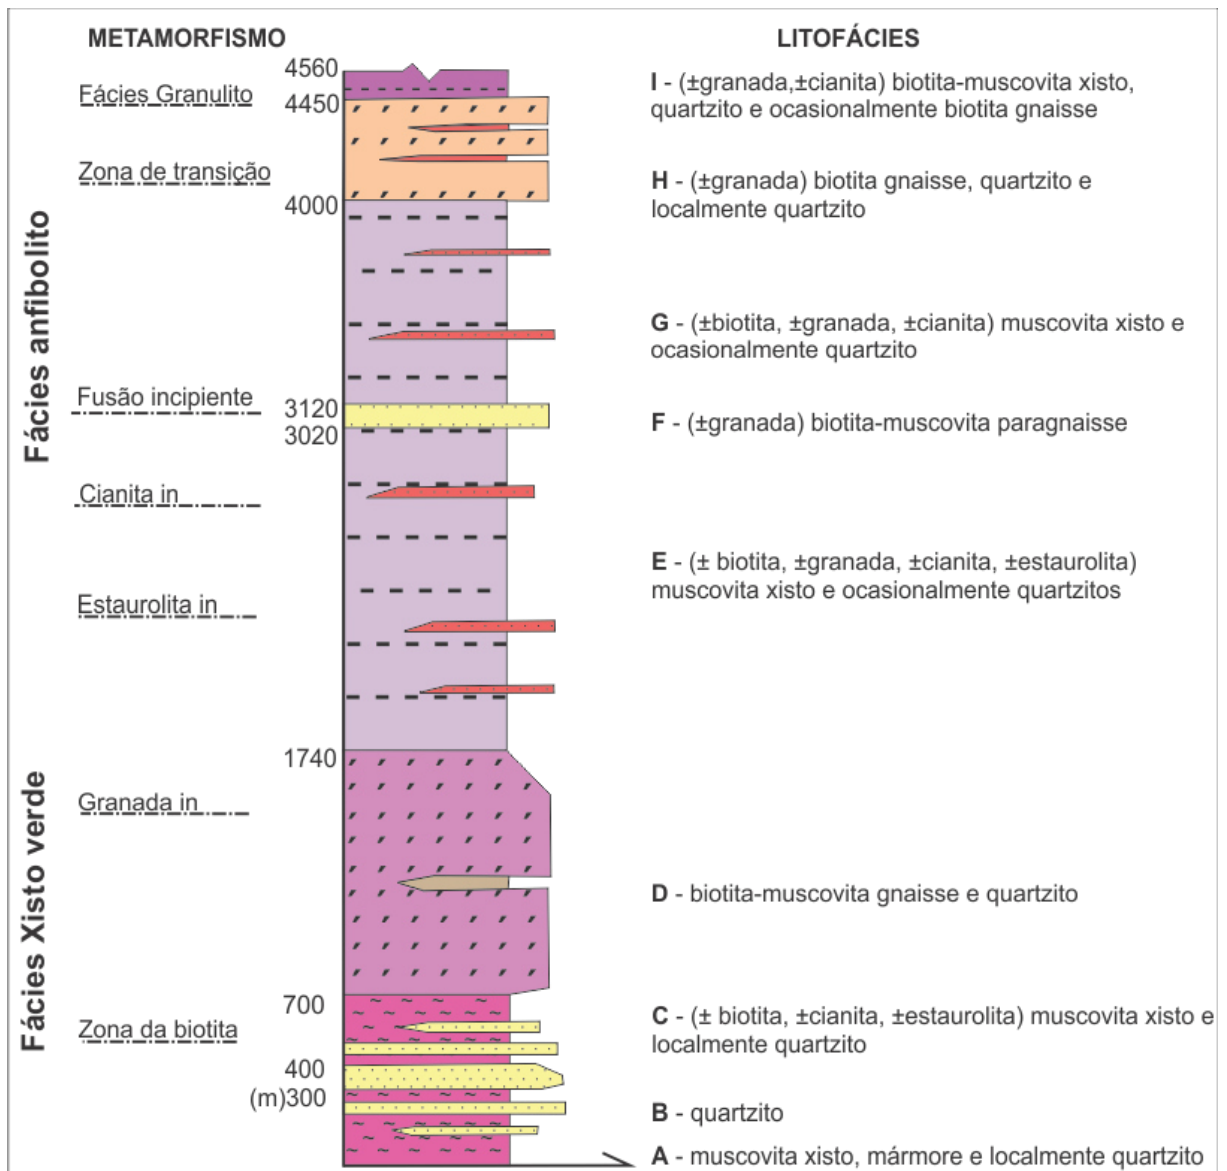 METAMORFISMO
LITOFÁCIES
4560
4450
4000
3120
3020
1740
700
400
(m)300
Fácies anfibolito
Fácies Xisto verde
Fácies Granulito
Zona de transição
Fusão incipiente
Cianita in
Estaurolita in
Granada in
Zona da biotita
I - (±granada,±cianita) biotita-muscovita xisto,
quartzito e ocasionalmente biotita gnaisse
H - (±granada) biotita gnaisse, quartzito e
localmente quartzito
G - (±biotita, ±granada, ±cianita) muscovita xisto e
ocasionalmente quartzito
F - (±granada) biotita-muscovita paragnaisse
E - (± biotita, ±granada, ±cianita, ±estaurolita)
muscovita xisto e ocasionalmente quartzitos
D - biotita-muscovita gnaisse e quartzito
C - (± biotita, ±cianita, ±estaurolita) muscovita xisto e
localmente quartzito
B - quartzito
A - muscovita xisto, mármore e localmente quartzito